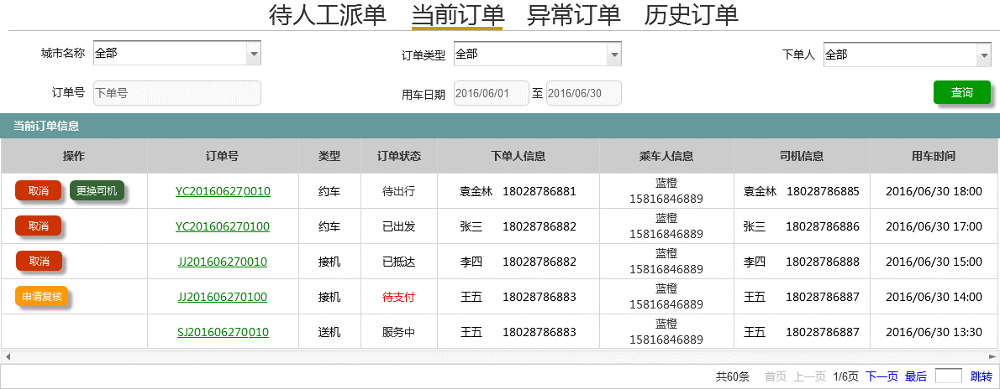 待人工派单 当前订单 异常订单 历史订单
城市名称 全部 订单类型 全部 下单人 全部
订单号 下单号 用车日期 2016/06/01 至 2016/06/30 查询
当前订单信息
操作 订单号 类型 订单状态 下单人信息 乘车人信息 司机信息 用车时间
取消 更换司机 YC201606270010 约车 待出行 袁金林 18028786881 蓝橙 15816846889 袁金林 18028786885 2016/06/30 18:00
取消 YC201606270100 约车 已出发 张三 18028786882 蓝橙 15816846889 张三 18028786886 2016/06/30 17:00
取消 JJ201606270010 接机 已抵达 李四 18028786882 蓝橙 15816846889 李四 18028786888 2016/06/30 15:00
申请复核 JJ201606270100 接机 待支付 王五 18028786883 蓝橙 15816846889 王五 18028786887 2016/06/30 14:00
SJ201606270010 送机 服务中 王五 18028786883 蓝橙 15816846889 王五 18028786887 2016/06/30 13:30
共60条 首页 上一页 1/6页 下一页 最后 跳转